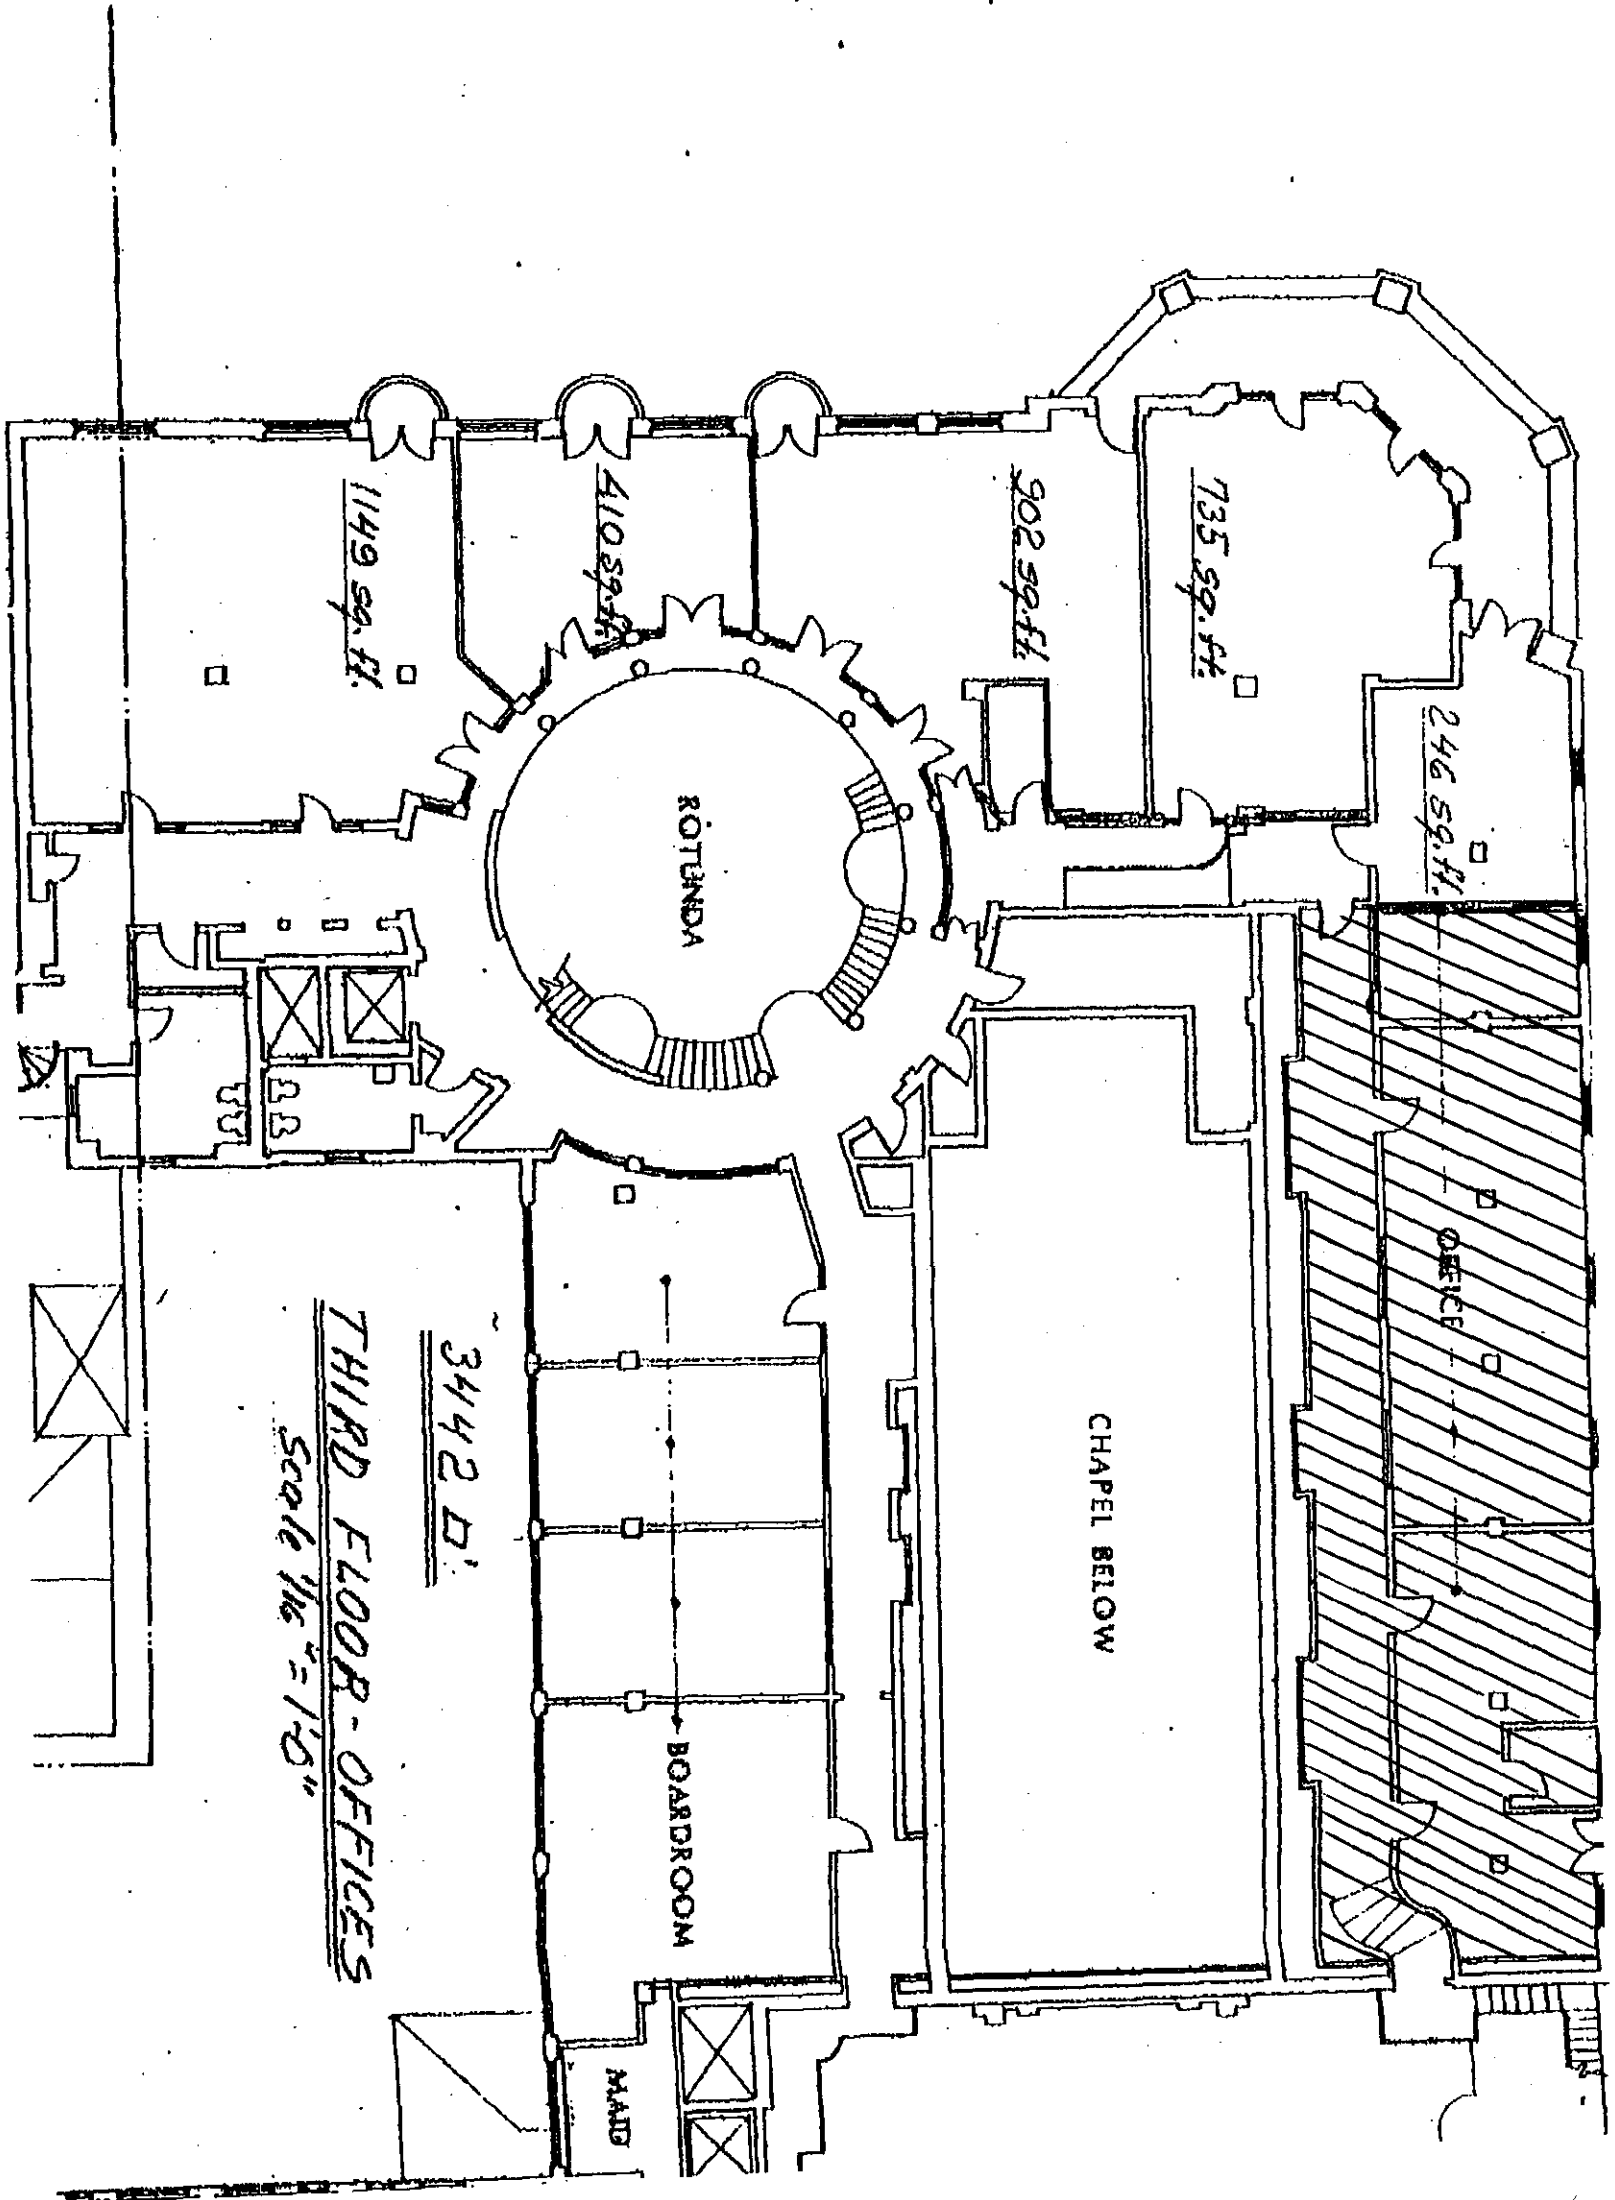 246 sq. ft.
OFFICE
735 sq. ft.
902 sq. ft.
CHAPEL BELOW
410 sq. ft.
ROTUNDA
BOARDROOM
MAID
1149 sq. ft.
3442 □'
THIRD FLOOR - OFFICES
Scale 1/16" = 1'-0"